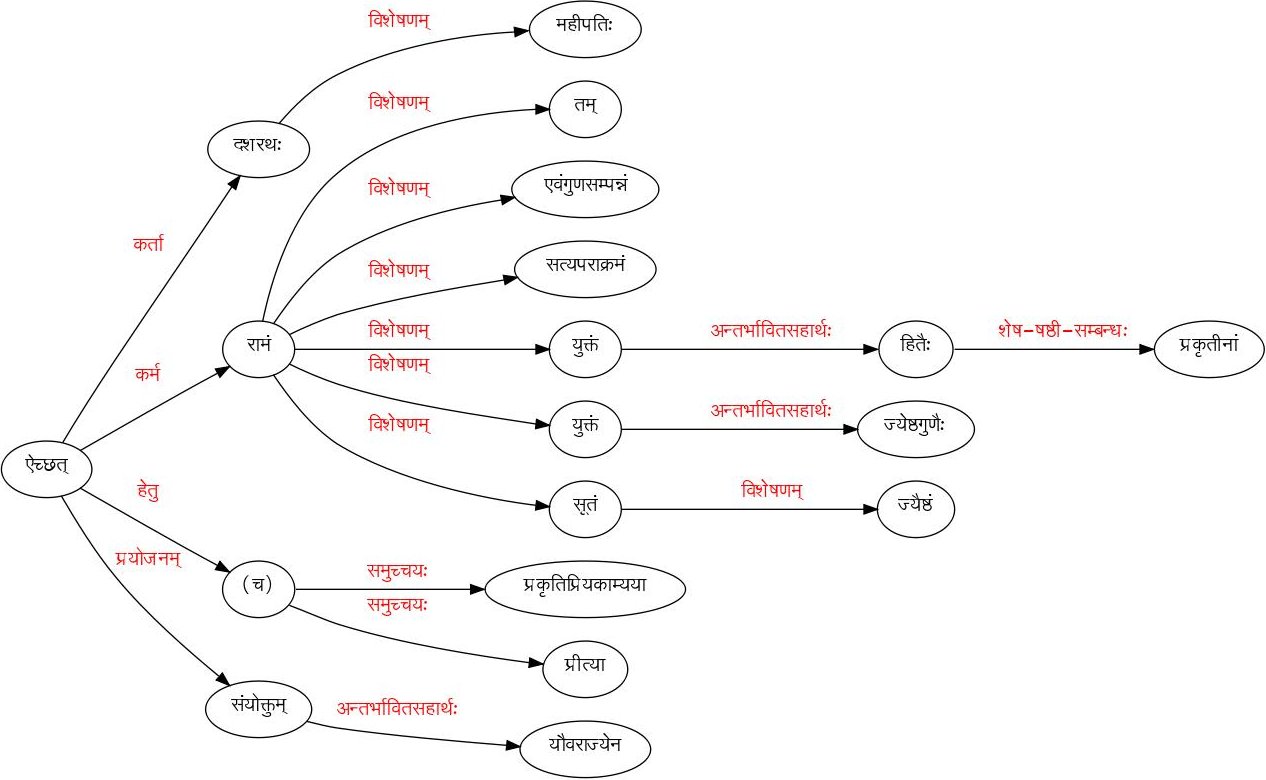 विशेषणम्
महीपतिः
विशेषणम्
तम्
दशरथः
विशेषणम्
एवंगुणसम्पन्नं
कर्ता
विशेषणम्
सत्यपराक्रमं
रामं
विशेषणम्
युक्तं
अन्तर्भावितसहार्थः
हितैः
शेष-षष्ठी-सम्बन्धः
प्रकृतीनां
कर्म
विशेषणम्
युक्तं
अन्तर्भावितसहार्थः
ज्येष्ठगुणैः
विशेषणम्
ऐच्छत्
हेतु
सूतं
विशेषणम्
ज्यैष्ठं
प्रयोजनम्
(च)
समुच्चयः
प्रकृतिप्रियकाम्यया
समुच्चयः
प्रीत्या
संयोक्तुम्
अन्तर्भावितसहार्थः
यौवराज्येन